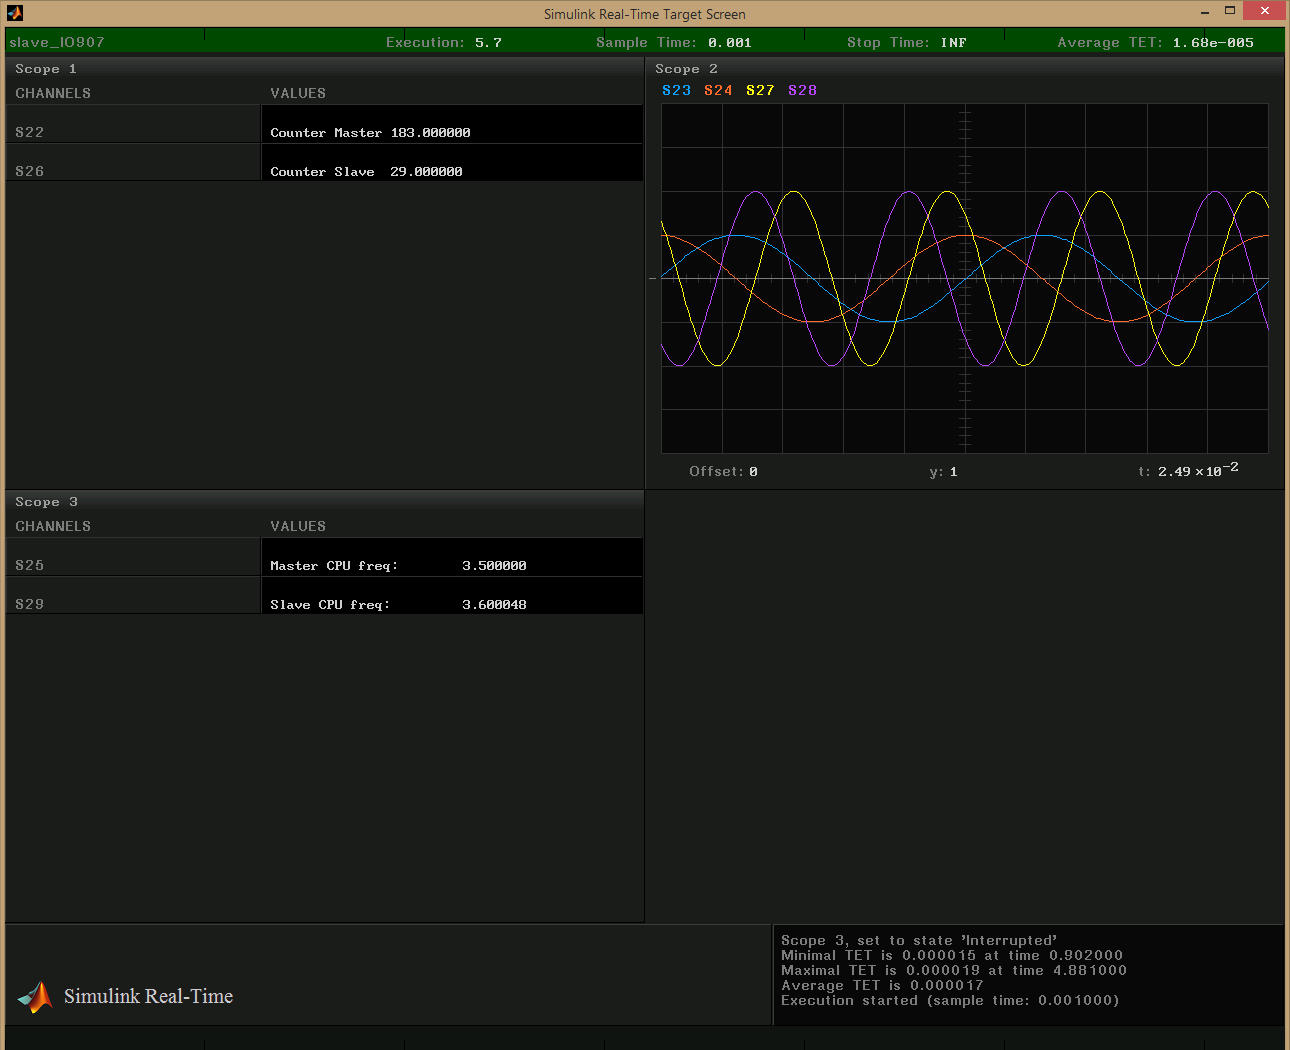 Simulink Real-Time Target Screen
slave_IO907 Execution: 5.7 Sample Time: 0.001 Stop Time: INF Average TET: 1.68e-005
Scope 1
CHANNELS VALUES
S22 Counter Master 183.000000
S26 Counter Slave 29.000000
Scope 2
S23 S24 S27 S28
Offset: 0 y: 1 t: 2.49×10⁻²
Scope 3
CHANNELS VALUES
S25 Master CPU freq: 3.500000
S29 Slave CPU freq: 3.600048
Simulink Real-Time
Scope 3, set to state 'Interrupted'
Minimal TET is 0.000015 at time 0.902000
Maximal TET is 0.000019 at time 4.881000
Average TET is 0.000017
Execution started (sample time: 0.001000)